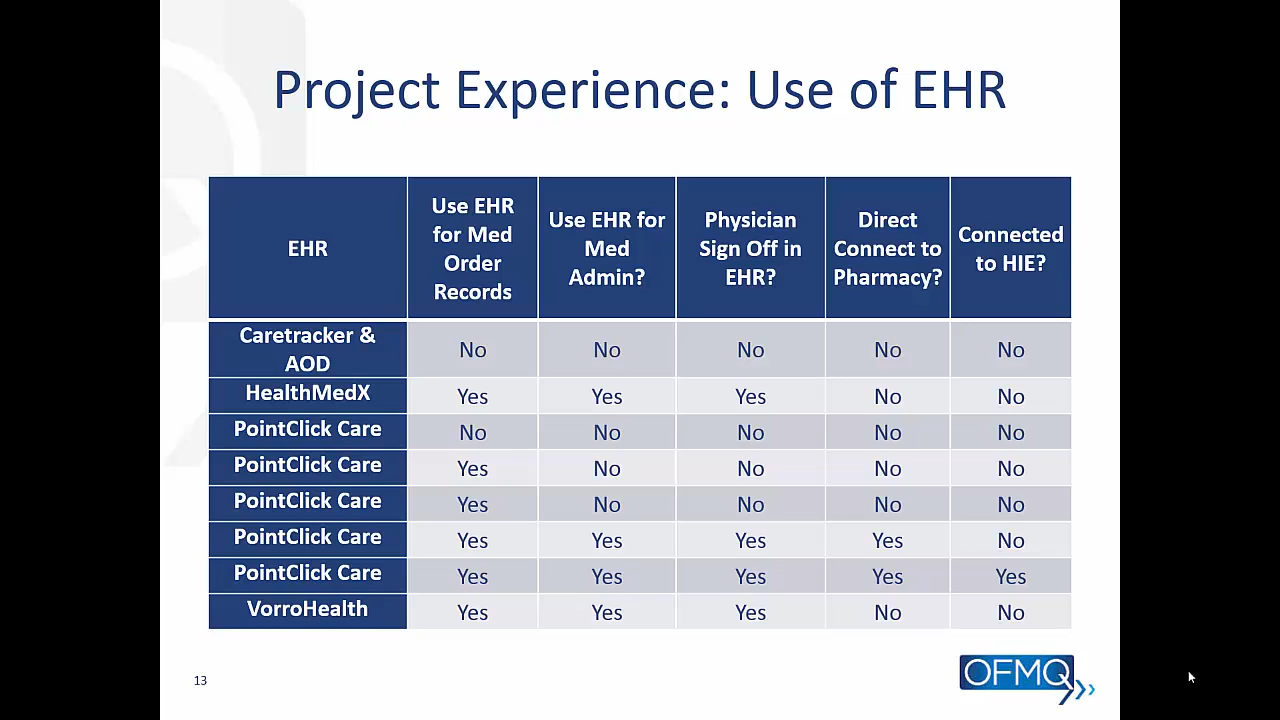 Project Experience: Use of EHR
EHR
Use EHR
for Med
Order
Records
Use EHR for
Med
Admin?
Physician
Sign Off in
EHR?
Direct
Connect to
Pharmacy?
Connected
to HIE?
Caretracker &
AOD
No No No No No
HealthMedX Yes Yes Yes No No
PointClick Care No No No No No
PointClick Care Yes No No No No
PointClick Care Yes No No No No
PointClick Care Yes Yes Yes Yes No
PointClick Care Yes Yes Yes Yes Yes
VorroHealth Yes Yes Yes No No
13
OFMQ